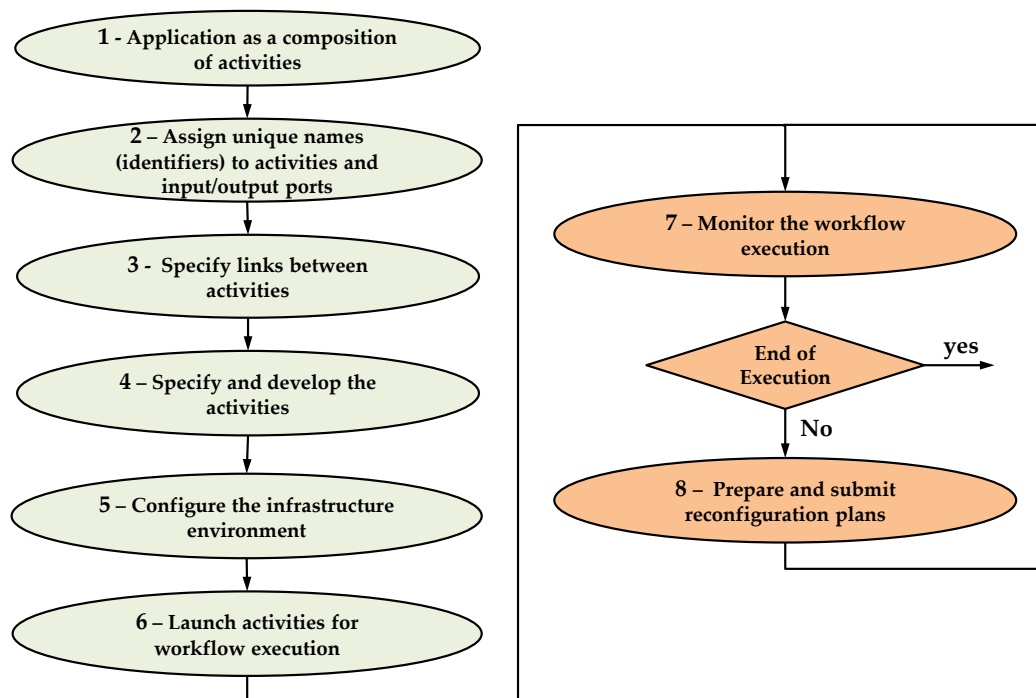 1 - Application as a composition
of activities
2 – Assign unique names
(identifiers) to activities and
input/output ports
3 -  Specify links between
activities
4 – Specify and develop the
activities
5 – Configure the infrastructure
environment
6 – Launch activities for
workflow execution
7 – Monitor the workflow
execution
End of
Execution
yes
No
8 –  Prepare and submit
reconfiguration plans